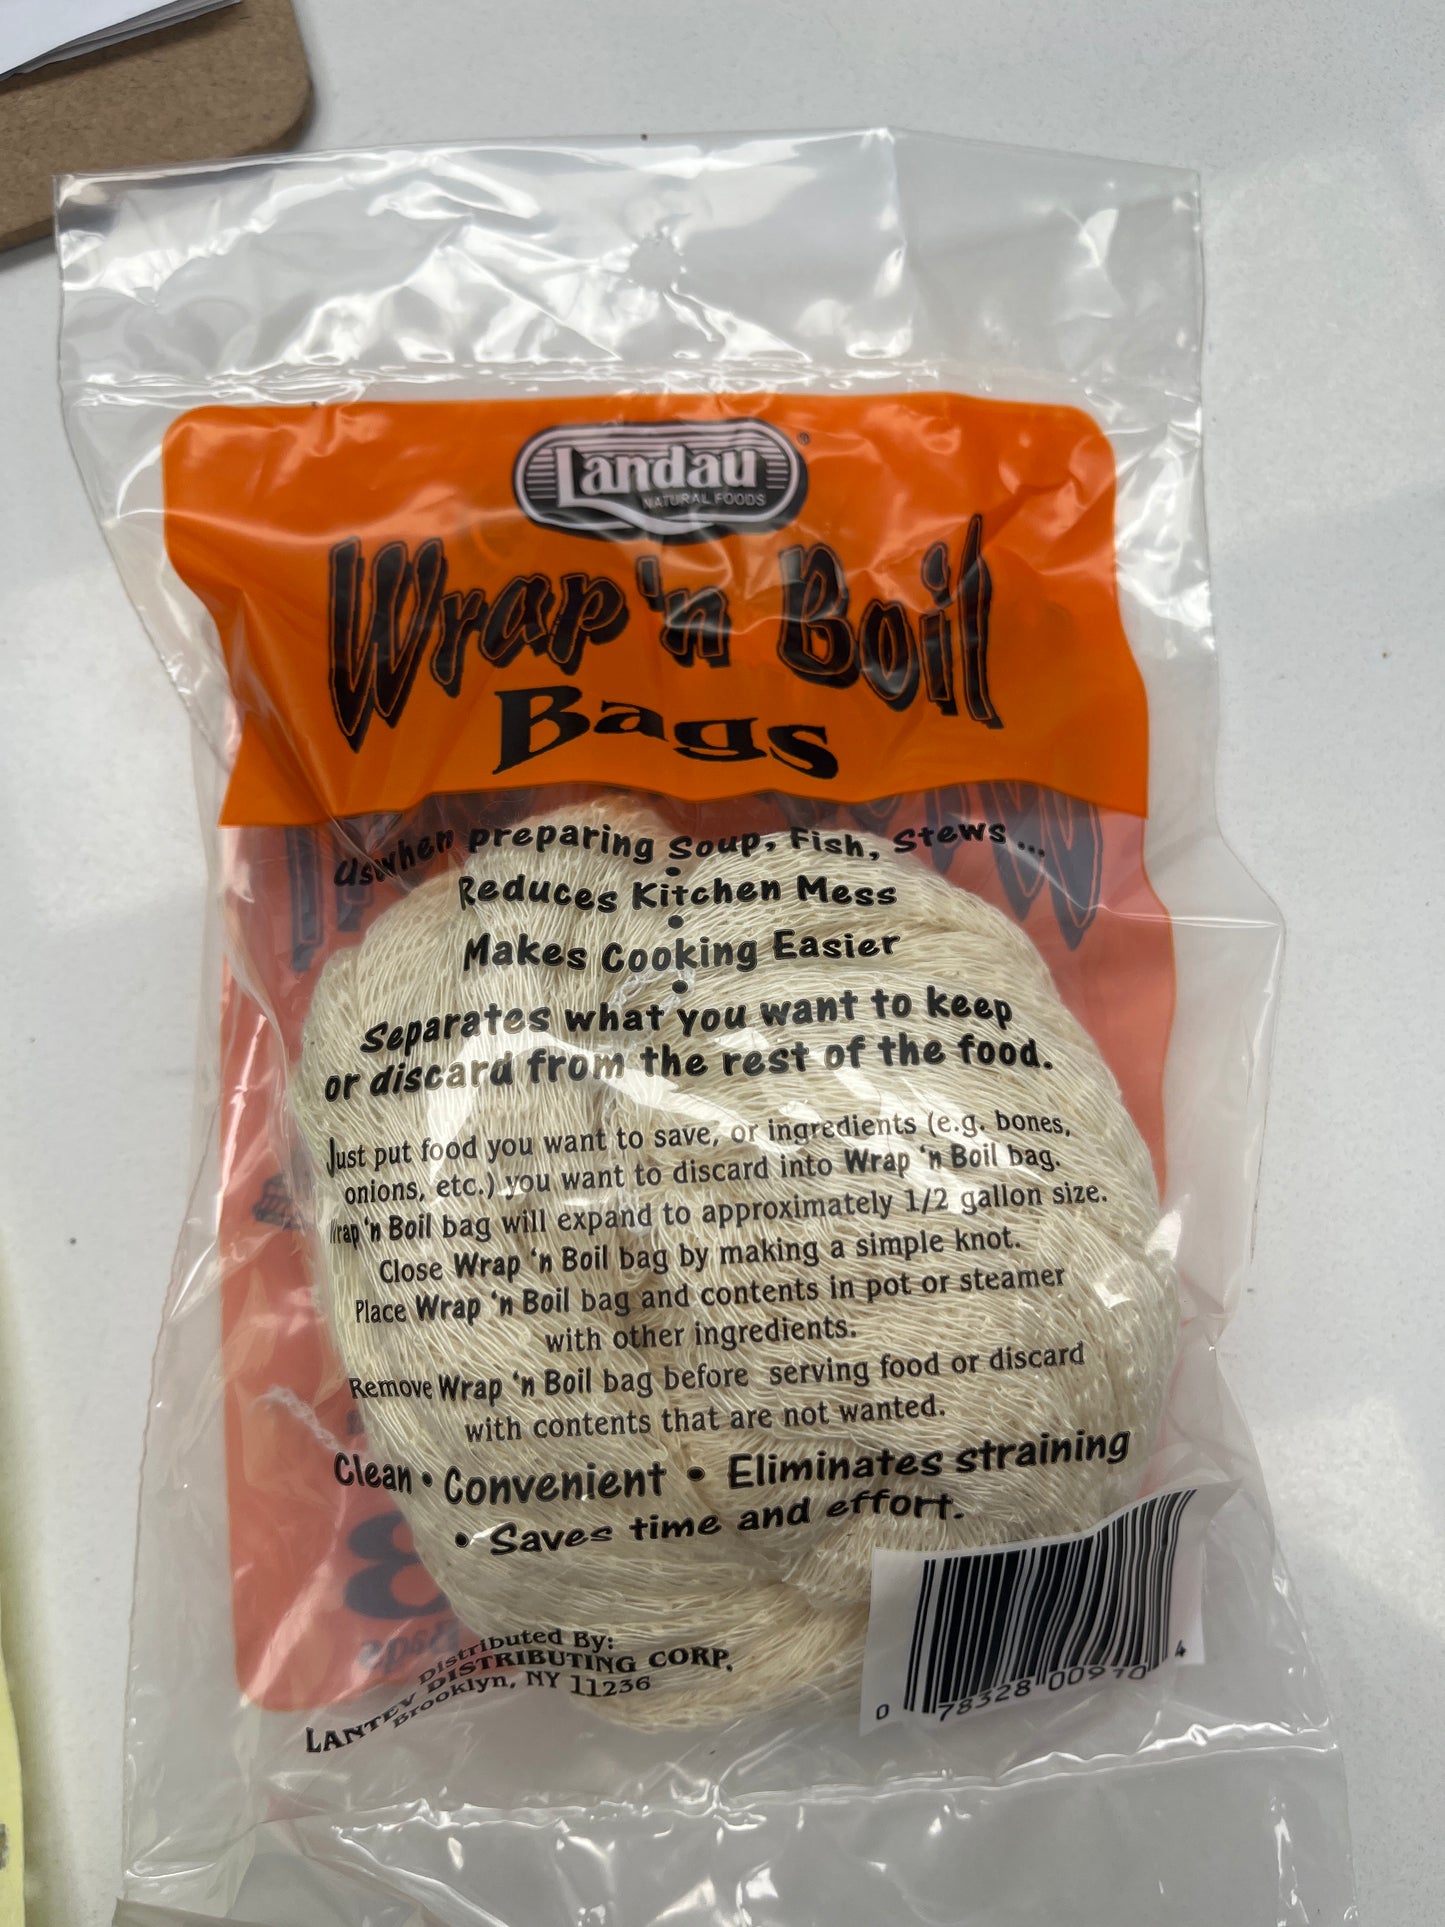 Landau®
NATURAL FOODS
Wrap 'n Boil
Bags
Use when preparing Soup, Fish, Stews ...
•
Reduces Kitchen Mess
•
Makes Cooking Easier
•
Separates what you want to keep
or discard from the rest of the food.
Just put food you want to save, or ingredients (e.g. bones,
onions, etc.) you want to discard into Wrap 'n Boil bag.
Wrap 'n Boil bag will expand to approximately 1/2 gallon size.
Close Wrap 'n Boil bag by making a simple knot.
Place Wrap 'n Boil bag and contents in pot or steamer
with other ingredients.
Remove Wrap 'n Boil bag before serving food or discard
with contents that are not wanted.
Clean • Convenient • Eliminates straining
• Saves time and effort.
Distributed By:
LANTEV DISTRIBUTING CORP.
Brooklyn, NY 11236
0 78328 00910 4
8
Bags